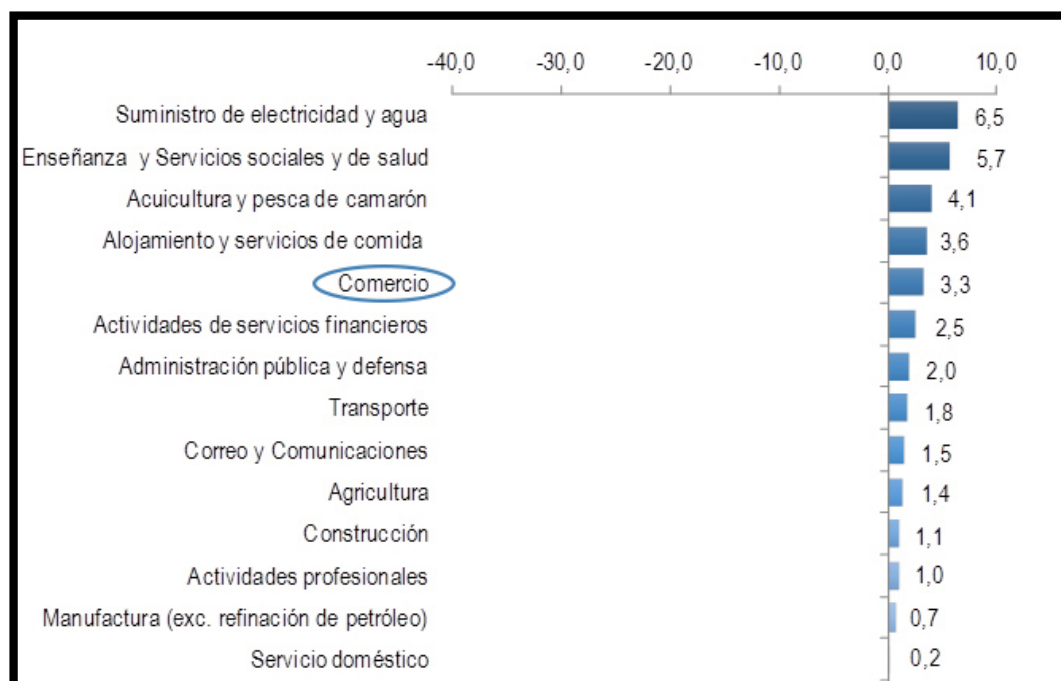 -40,0 -30,0 -20,0 -10,0 0,0 10,0
Suministro de electricidad y agua 6,5
Enseñanza y Servicios sociales y de salud 5,7
Acuicultura y pesca de camarón 4,1
Alojamiento y servicios de comida 3,6
Comercio 3,3
Actividades de servicios financieros 2,5
Administración pública y defensa 2,0
Transporte 1,8
Correo y Comunicaciones 1,5
Agricultura 1,4
Construcción 1,1
Actividades profesionales 1,0
Manufactura (exc. refinación de petróleo) 0,7
Servicio doméstico 0,2